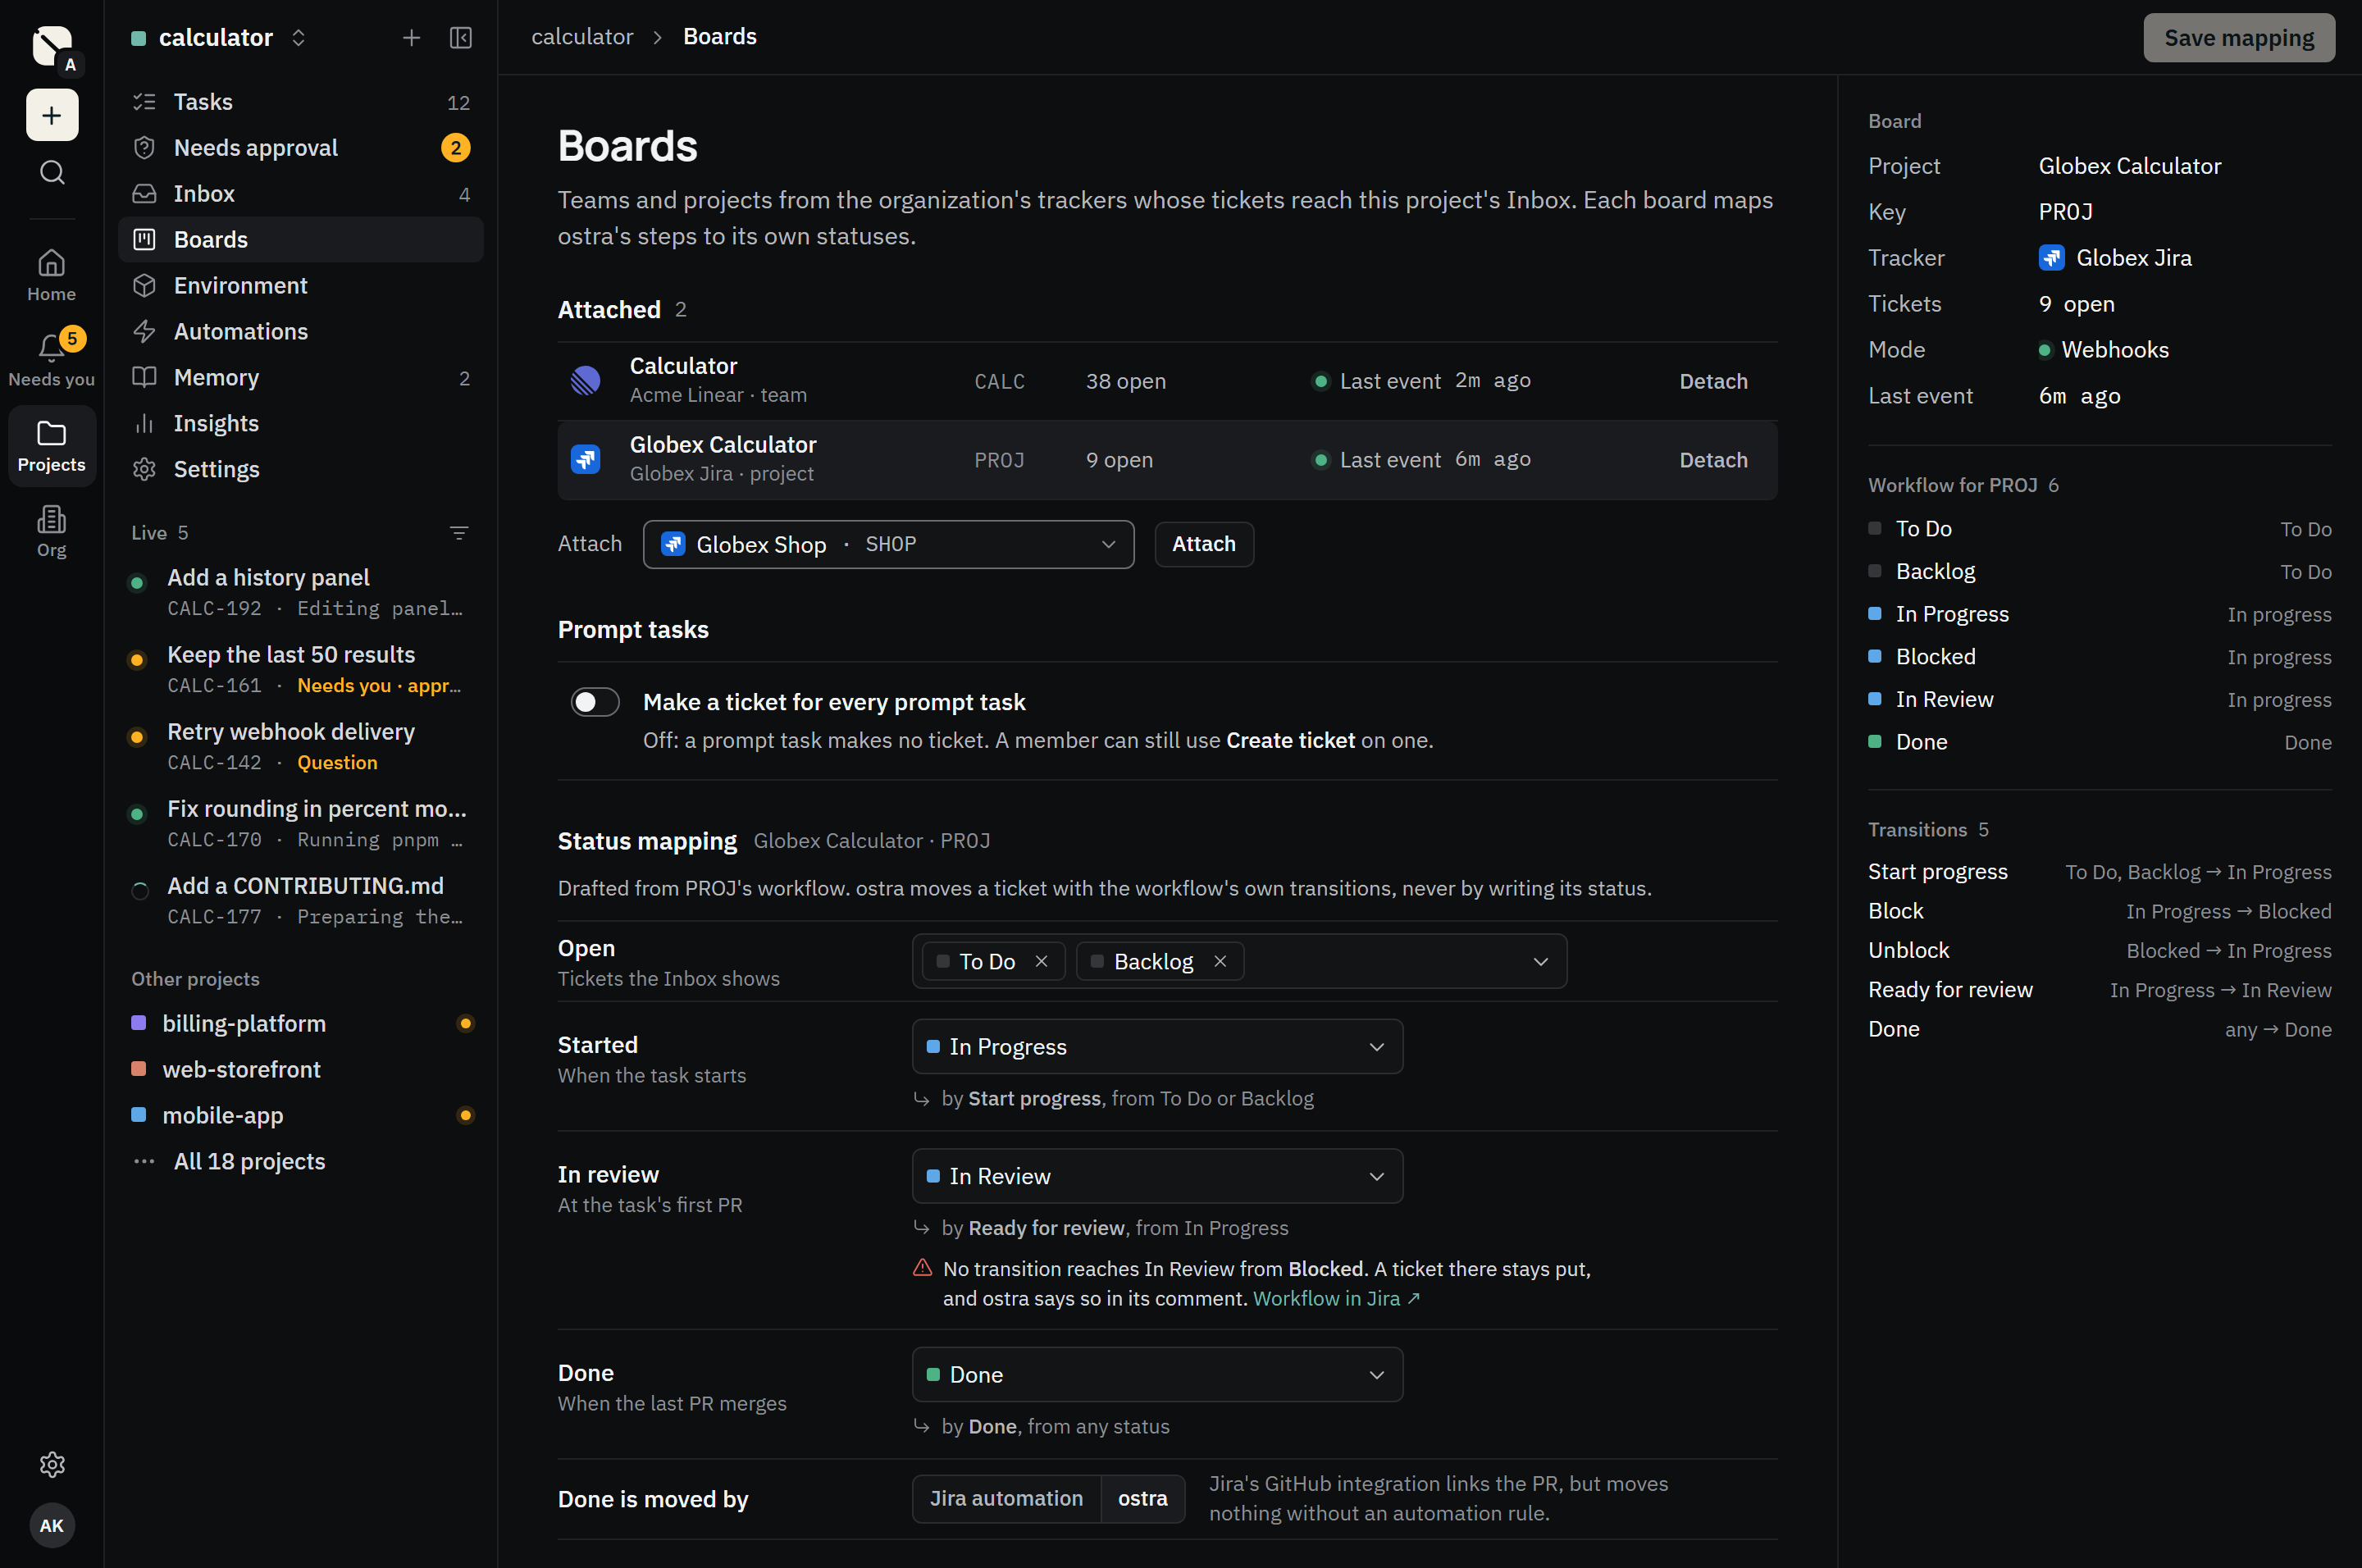 A
Home
5
Needs you
Projects
Org
AK
calculator
Tasks 12
Needs approval 2
Inbox 4
Boards
Environment
Automations
Memory 2
Insights
Settings
Live 5
Add a history panel
CALC-192 · Editing panel…
Keep the last 50 results
CALC-161 · Needs you · appr…
Retry webhook delivery
CALC-142 · Question
Fix rounding in percent mo…
CALC-170 · Running pnpm …
Add a CONTRIBUTING.md
CALC-177 · Preparing the…
Other projects
billing-platform
web-storefront
mobile-app
All 18 projects
calculator > Boards
Save mapping
Boards
Teams and projects from the organization's trackers whose tickets reach this project's Inbox. Each board maps
ostra's steps to its own statuses.
Attached 2
Calculator
Acme Linear · team
CALC
38 open
Last event 2m ago
Detach
Globex Calculator
Globex Jira · project
PROJ
9 open
Last event 6m ago
Detach
Attach
Globex Shop · SHOP
Attach
Prompt tasks
Make a ticket for every prompt task
Off: a prompt task makes no ticket. A member can still use Create ticket on one.
Status mapping Globex Calculator · PROJ
Drafted from PROJ's workflow. ostra moves a ticket with the workflow's own transitions, never by writing its status.
Open
Tickets the Inbox shows
To Do
Backlog
Started
When the task starts
In Progress
by Start progress, from To Do or Backlog
In review
At the task's first PR
In Review
by Ready for review, from In Progress
No transition reaches In Review from Blocked. A ticket there stays put,
and ostra says so in its comment. Workflow in Jira ↗
Done
When the last PR merges
Done
by Done, from any status
Done is moved by
Jira automation
ostra
Jira's GitHub integration links the PR, but moves
nothing without an automation rule.
Board
Project Globex Calculator
Key PROJ
Tracker Globex Jira
Tickets 9 open
Mode Webhooks
Last event 6m ago
Workflow for PROJ 6
To Do To Do
Backlog To Do
In Progress In progress
Blocked In progress
In Review In progress
Done Done
Transitions 5
Start progress To Do, Backlog → In Progress
Block In Progress → Blocked
Unblock Blocked → In Progress
Ready for review In Progress → In Review
Done any → Done